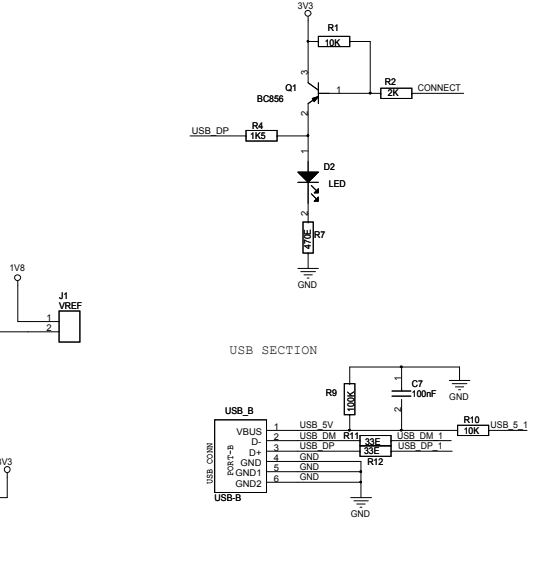 3V3
R1
10K
3
Q1
BC856
1
R2
2K
CONNECT
2
USB_DP
R4
1K5
1
D2
LED
2
470E
R7
GND
1V8
J1
VREF
1
2
USB SECTION
R9
100K
1
C7
100nF
2
GND
USB_B
USB CONN
PORT-B
VBUS 1 USB_5V
R10
10K
USB_5_1
D- 2 USB_DM R11 33E USB_DM_1
D+ 3 USB_DP 33E USB_DP_1
R12
GND 4 GND
GND1 5 GND
GND2 6 GND
USB-B
GND